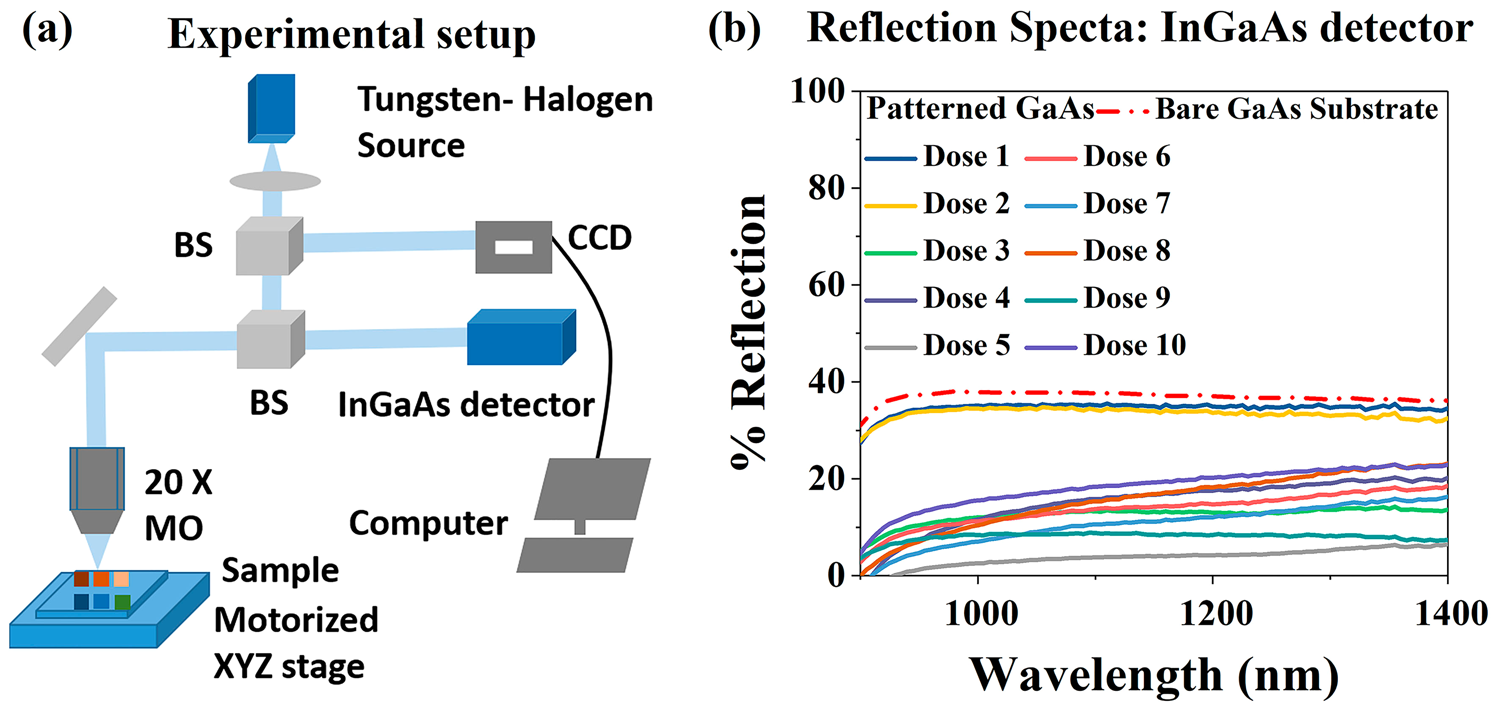 (a)
Experimental setup
Tungsten- Halogen
Source
BS
CCD
BS
InGaAs detector
20 X
MO
Computer
Sample
Motorized
XYZ stage
(b)
Reflection Specta: InGaAs detector
% Reflection
100
80
60
40
20
0
Patterned GaAs Bare GaAs Substrate
Dose 1 Dose 6
Dose 2 Dose 7
Dose 3 Dose 8
Dose 4 Dose 9
Dose 5 Dose 10
1000 1200 1400
Wavelength (nm)